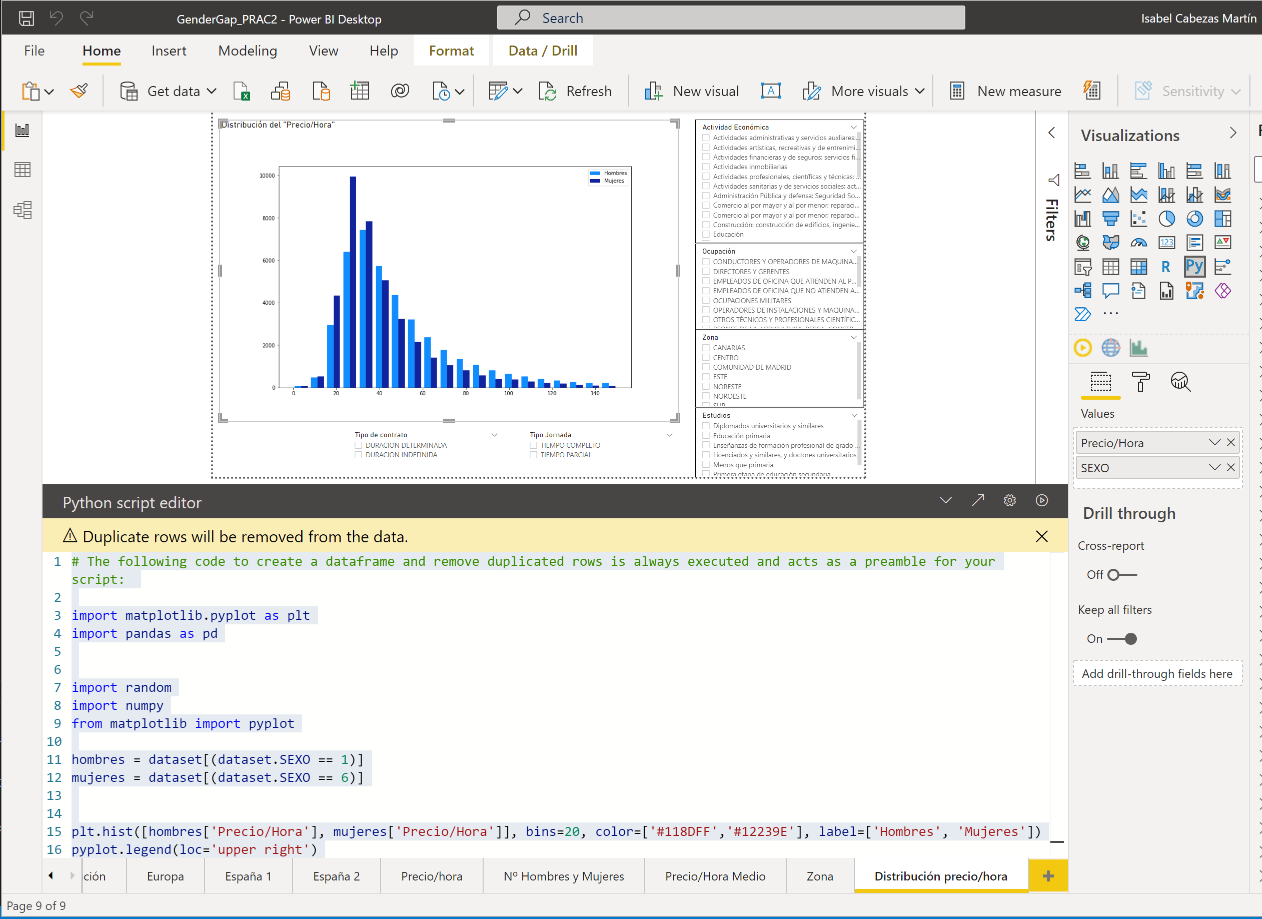 GenderGap_PRAC2 - Power BI Desktop
Search
Isabel Cabezas Martín
File Home Insert Modeling View Help Format Data / Drill
Get data Refresh New visual More visuals New measure Sensitivity
Distribución del "Precio/Hora"
Hombres
Mujeres
10000
8000
6000
4000
2000
0
0 20 40 60 80 100 120 140
Tipo de contrato
DURACION DETERMINADA
DURACION INDEFINIDA
Tipo Jornada
TIEMPO COMPLETO
TIEMPO PARCIAL
Actividad Económica
Actividades administrativas y servicios auxiliares...
Actividades artísticas, recreativas y de entrenimi...
Actividades financieras y de seguros: servicios fi...
Actividades inmobiliarias
Actividades profesionales, científicas y técnicas: ...
Actividades sanitarias y de servicios sociales: act...
Administración Pública y defensa: Seguridad So...
Comercio al por mayor y al por menor: reparaci...
Comercio al por mayor y al por menor: reparaci...
Construcción: construcción de edificios, ingenie...
Educación
Ocupación
CONDUCTORES Y OPERADORES DE MAQUINA...
DIRECTORES Y GERENTES
EMPLEADOS DE OFICINA QUE ATIENDEN AL P...
EMPLEADOS DE OFICINA QUE NO ATIENDEN A...
OCUPACIONES MILITARES
OPERADORES DE INSTALACIONES Y MAQUINA...
OTROS TÉCNICOS Y PROFESIONALES CIENTÍFIC...
Zona
CANARIAS
CENTRO
COMUNIDAD DE MADRID
ESTE
NORESTE
NOROESTE
SUR
Estudios
Diplomados universitarios y similares
Educación primaria
Enseñanzas de formación profesional de grado ...
Licenciados y similares, y doctores universitarios
Menos que primaria
Primera etapa de educación secundaria
Filters
Visualizations
123
R
Py
Values
Precio/Hora
SEXO
Drill through
Cross-report
Off
Keep all filters
On
Add drill-through fields here
Python script editor
Duplicate rows will be removed from the data.
1 # The following code to create a dataframe and remove duplicated rows is always executed and acts as a preamble for your
script:
2
3 import matplotlib.pyplot as plt
4 import pandas as pd
5
6
7 import random
8 import numpy
9 from matplotlib import pyplot
10
11 hombres = dataset[(dataset.SEXO == 1)]
12 mujeres = dataset[(dataset.SEXO == 6)]
13
14
15 plt.hist([hombres['Precio/Hora'], mujeres['Precio/Hora']], bins=20, color=['#118DFF','#12239E'], label=['Hombres', 'Mujeres'])
16 pyplot.legend(loc='upper right')
ción Europa España 1 España 2 Precio/hora Nº Hombres y Mujeres Precio/Hora Medio Zona Distribución precio/hora +
Page 9 of 9